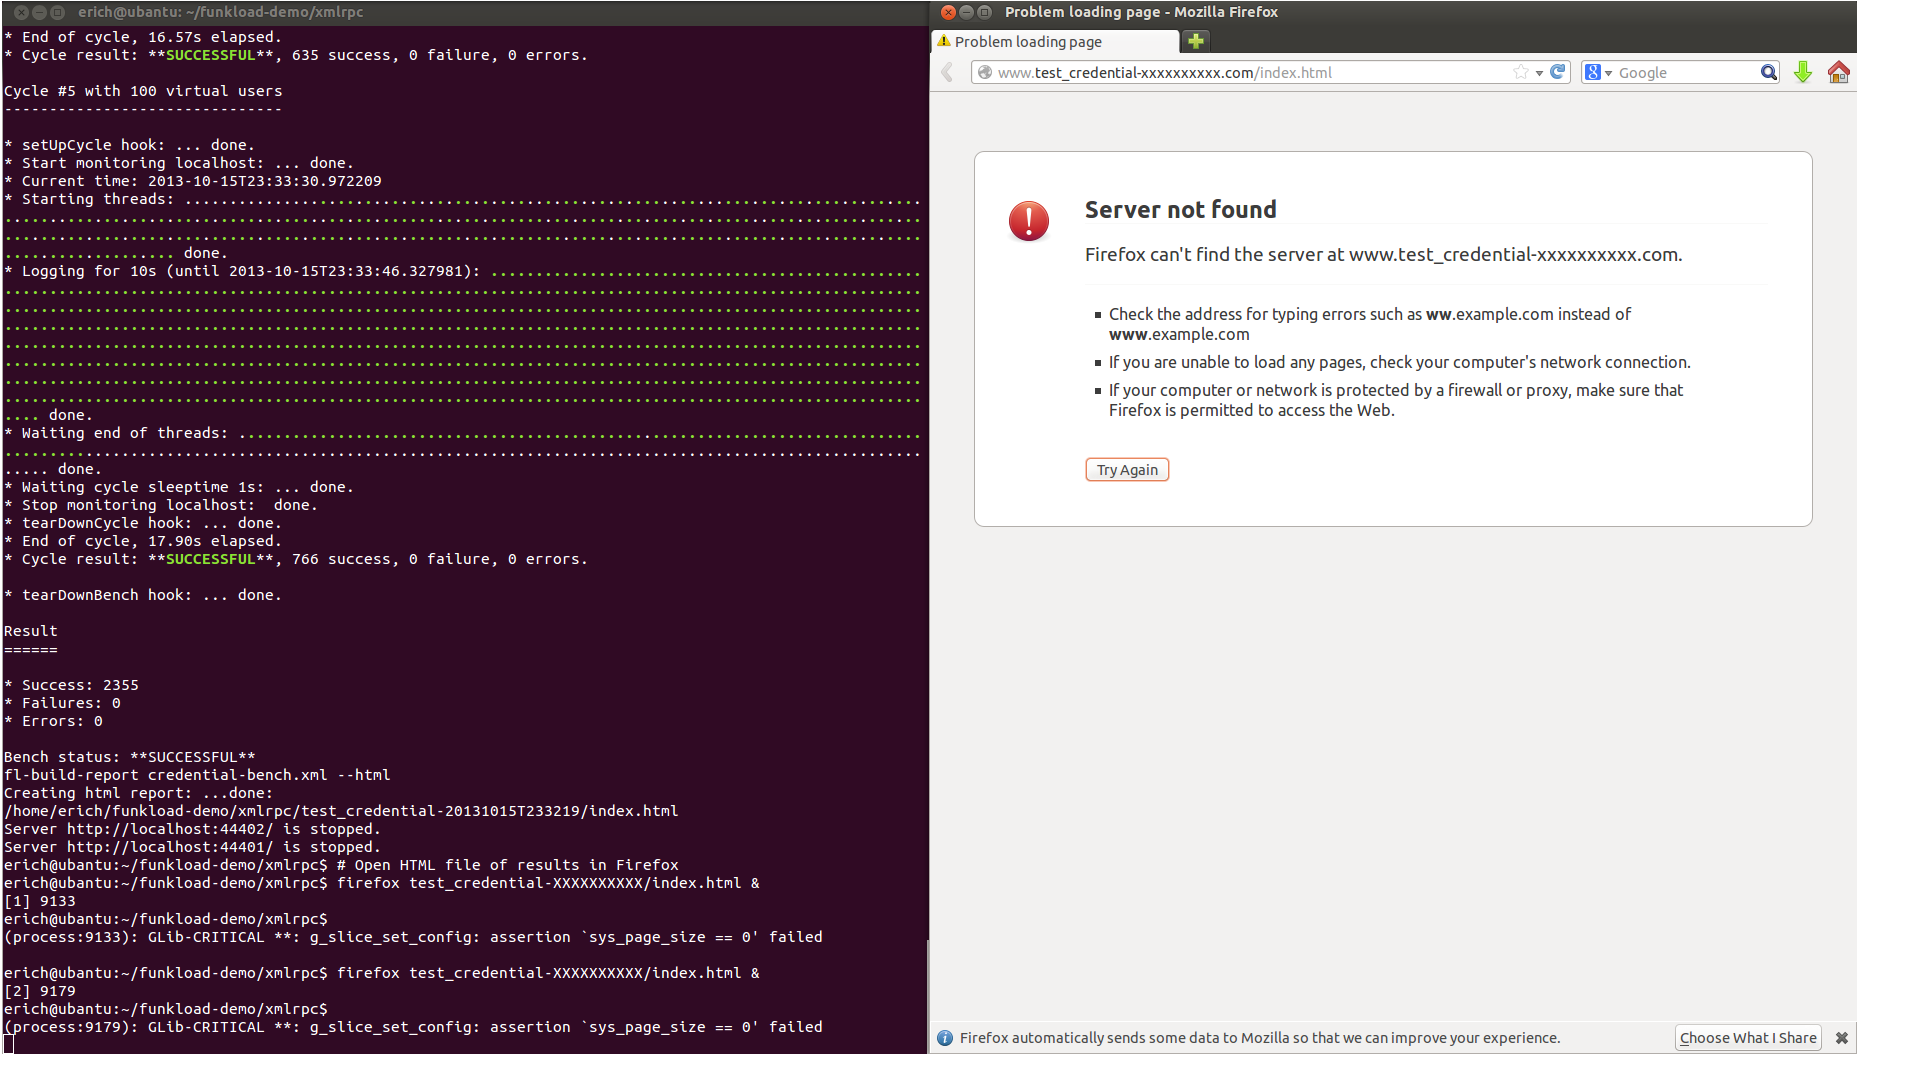 erich@ubantu: ~/funkload-demo/xmlrpc
* End of cycle, 16.57s elapsed.
* Cycle result: **SUCCESSFUL**, 635 success, 0 failure, 0 errors.
Cycle #5 with 100 virtual users
-------------------------------
* setUpCycle hook: ... done.
* Start monitoring localhost: ... done.
* Current time: 2013-10-15T23:33:30.972209
* Starting threads: ..................................................................................
......................................................................................................
......................................................................................................
................... done.
* Logging for 10s (until 2013-10-15T23:33:46.327981): ................................................
......................................................................................................
......................................................................................................
......................................................................................................
......................................................................................................
......................................................................................................
......................................................................................................
......................................................................................................
.... done.
* Waiting end of threads: ............................................................................
......................................................................................................
..... done.
* Waiting cycle sleeptime 1s: ... done.
* Stop monitoring localhost:  done.
* tearDownCycle hook: ... done.
* End of cycle, 17.90s elapsed.
* Cycle result: **SUCCESSFUL**, 766 success, 0 failure, 0 errors.
* tearDownBench hook: ... done.
Result
======
* Success: 2355
* Failures: 0
* Errors: 0
Bench status: **SUCCESSFUL**
fl-build-report credential-bench.xml --html
Creating html report: ...done:
/home/erich/funkload-demo/xmlrpc/test_credential-20131015T233219/index.html
Server http://localhost:44402/ is stopped.
Server http://localhost:44401/ is stopped.
erich@ubantu:~/funkload-demo/xmlrpc$ # Open HTML file of results in Firefox
erich@ubantu:~/funkload-demo/xmlrpc$ firefox test_credential-XXXXXXXXXX/index.html &
[1] 9133
erich@ubantu:~/funkload-demo/xmlrpc$
(process:9133): GLib-CRITICAL **: g_slice_set_config: assertion `sys_page_size == 0' failed
erich@ubantu:~/funkload-demo/xmlrpc$ firefox test_credential-XXXXXXXXXX/index.html &
[2] 9179
erich@ubantu:~/funkload-demo/xmlrpc$
(process:9179): GLib-CRITICAL **: g_slice_set_config: assertion `sys_page_size == 0' failed
Problem loading page - Mozilla Firefox
Problem loading page
www.test_credential-xxxxxxxxxx.com/index.html
8 Google
Server not found
Firefox can't find the server at www.test_credential-xxxxxxxxxx.com.
Check the address for typing errors such as ww.example.com instead of
www.example.com
If you are unable to load any pages, check your computer's network connection.
If your computer or network is protected by a firewall or proxy, make sure that
Firefox is permitted to access the Web.
Try Again
Firefox automatically sends some data to Mozilla so that we can improve your experience.
Choose What I Share